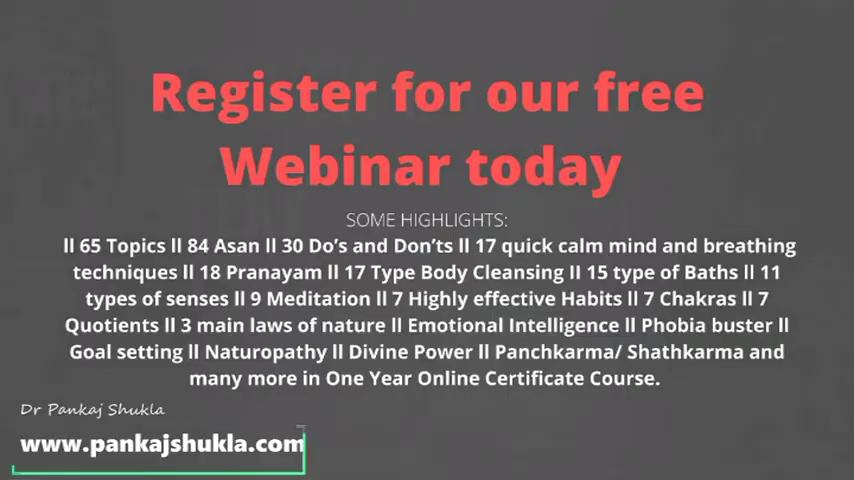 Register for our free
Webinar today
SOME HIGHLIGHTS:
ll 65 Topics ll 84 Asan ll 30 Do’s and Don’ts ll 17 quick calm mind and breathing
techniques ll 18 Pranayam ll 17 Type Body Cleansing II 15 type of Baths ll 11
types of senses ll 9 Meditation ll 7 Highly effective Habits ll 7 Chakras ll 7
Quotients ll 3 main laws of nature ll Emotional Intelligence ll Phobia buster ll
Goal setting ll Naturopathy ll Divine Power ll Panchkarma/ Shathkarma and
many more in One Year Online Certificate Course.
Dr Pankaj Shukla
www.pankajshukla.com